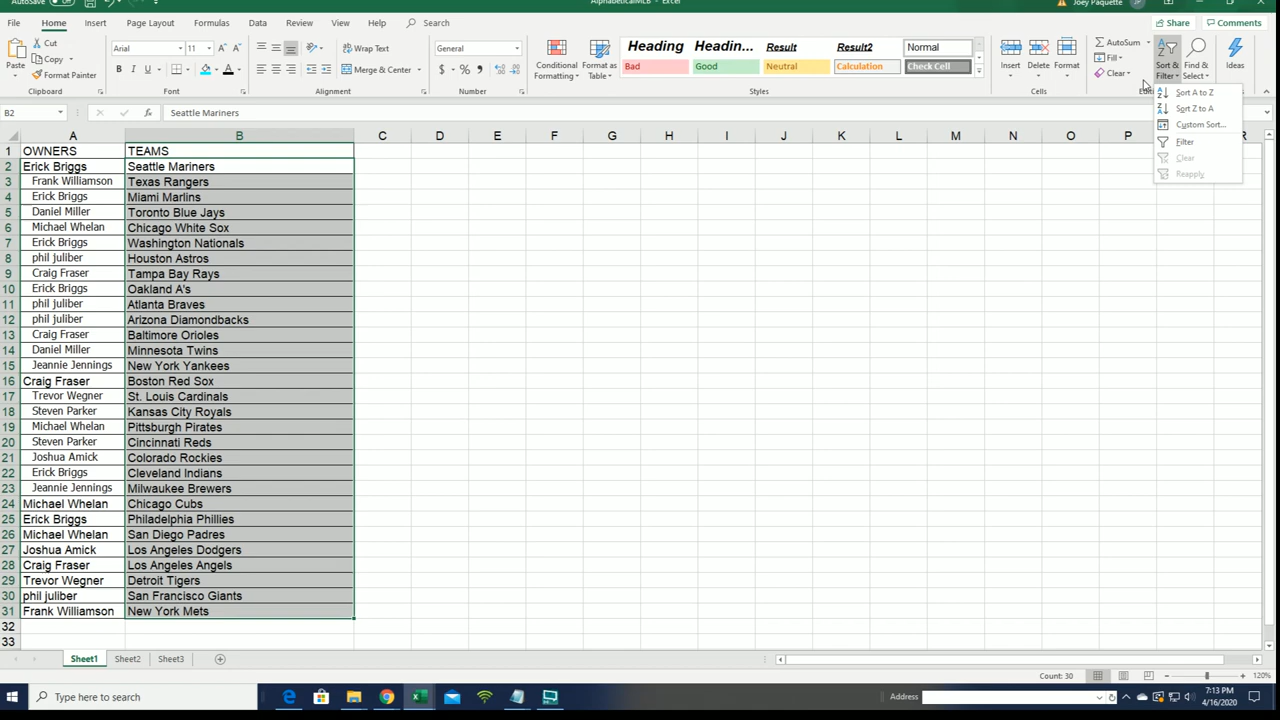 AutoSave
AlphabeticalMLB - Excel
Joey Paquette
File Home Insert Page Layout Formulas Data Review View Help Search
Share Comments
Paste
Cut
Copy
Format Painter
Clipboard
Arial 11
B I U
Font
Wrap Text
Merge & Center
Alignment
General
$ % ,
Number
Conditional Formatting
Format as Table
Heading Headin... Result Result2 Normal
Bad Good Neutral Calculation Check Cell
Styles
Insert Delete Format
Cells
AutoSum
Fill
Clear
Sort & Filter
Find & Select
Ideas
Sort A to Z
Sort Z to A
Custom Sort...
Filter
Clear
Reapply
B2 fx Seattle Mariners
A B C D E F G H I J K L M N O P Q R
1 OWNERS TEAMS
2 Erick Briggs Seattle Mariners
3 Frank Williamson Texas Rangers
4 Erick Briggs Miami Marlins
5 Daniel Miller Toronto Blue Jays
6 Michael Whelan Chicago White Sox
7 Erick Briggs Washington Nationals
8 phil juliber Houston Astros
9 Craig Fraser Tampa Bay Rays
10 Erick Briggs Oakland A's
11 phil juliber Atlanta Braves
12 phil juliber Arizona Diamondbacks
13 Craig Fraser Baltimore Orioles
14 Daniel Miller Minnesota Twins
15 Jeannie Jennings New York Yankees
16 Craig Fraser Boston Red Sox
17 Trevor Wegner St. Louis Cardinals
18 Steven Parker Kansas City Royals
19 Michael Whelan Pittsburgh Pirates
20 Steven Parker Cincinnati Reds
21 Joshua Amick Colorado Rockies
22 Erick Briggs Cleveland Indians
23 Jeannie Jennings Milwaukee Brewers
24 Michael Whelan Chicago Cubs
25 Erick Briggs Philadelphia Phillies
26 Michael Whelan San Diego Padres
27 Joshua Amick Los Angeles Dodgers
28 Craig Fraser Los Angeles Angels
29 Trevor Wegner Detroit Tigers
30 phil juliber San Francisco Giants
31 Frank Williamson New York Mets
32
33
Sheet1 Sheet2 Sheet3
Count: 30 120%
Type here to search
Address
7:13 PM
4/16/2020